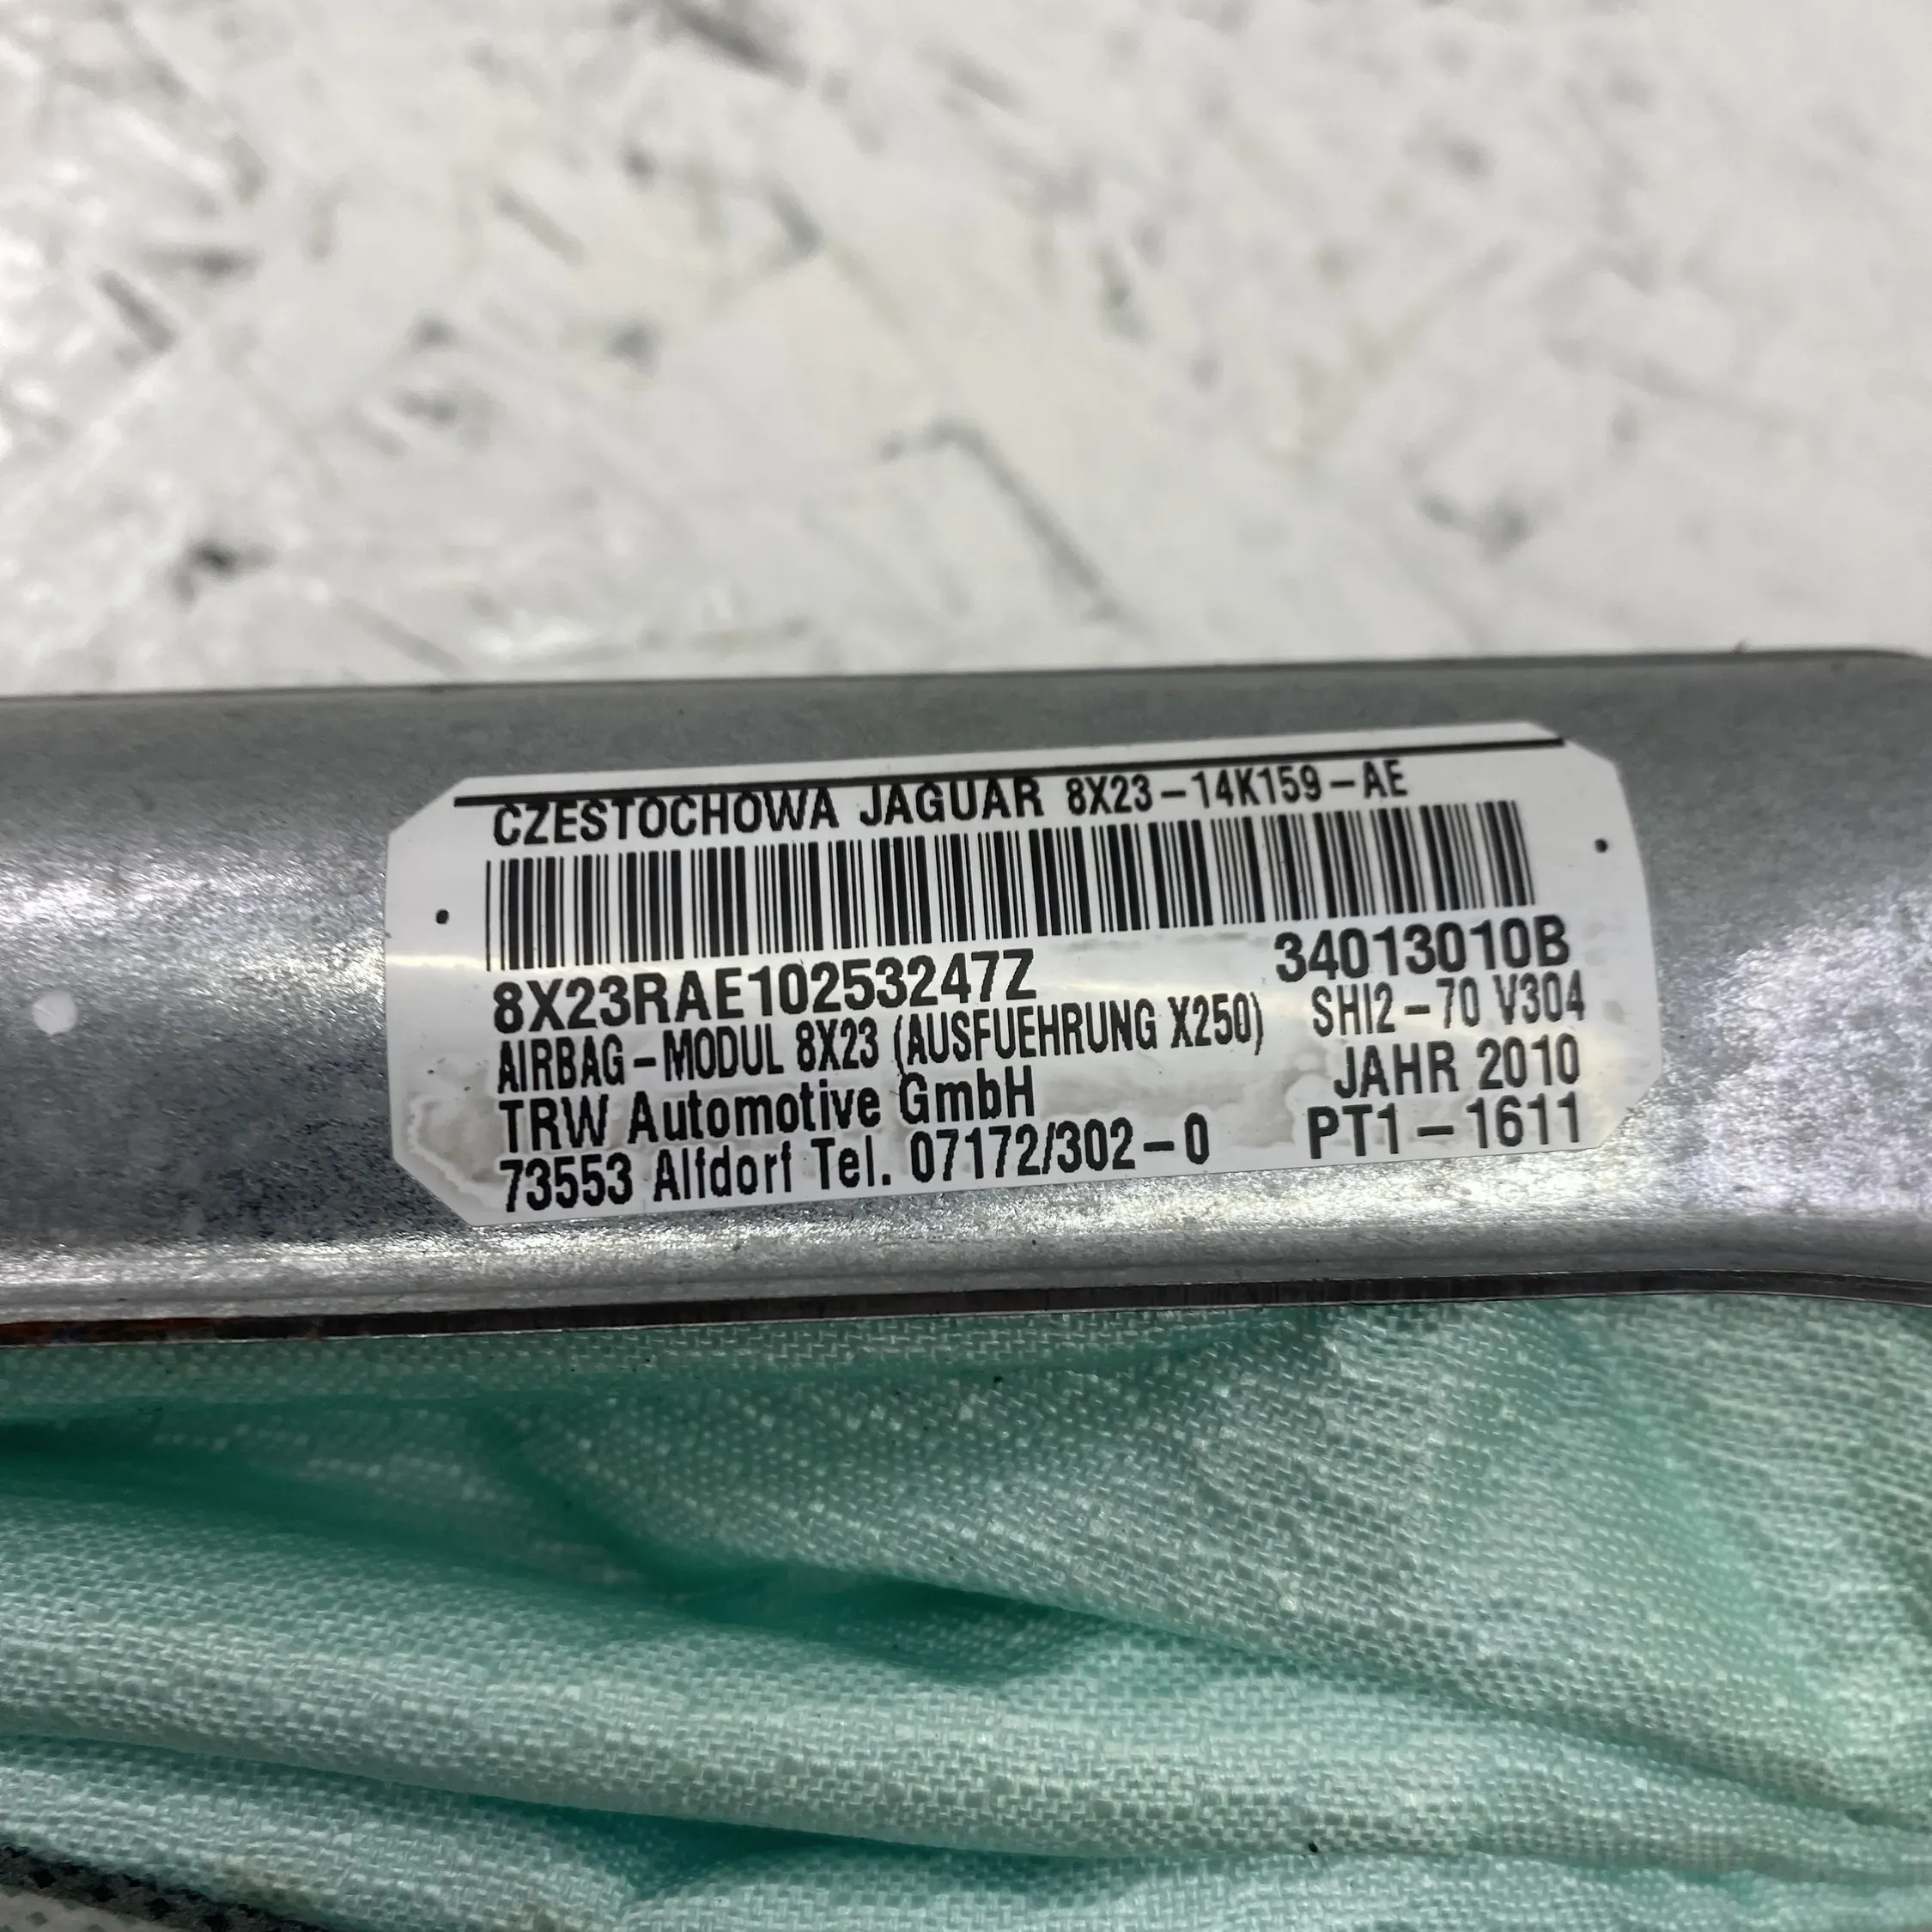 CZESTOCHOWA JAGUAR 8X23-14K159-AE
8X23RAE10253247Z 34013010B
AIRBAG-MODUL 8X23 (AUSFUEHRUNG X250) SHI2-70 V304
TRW Automotive GmbH JAHR 2010
73553 Alfdorf Tel. 07172/302-0 PT1-1611